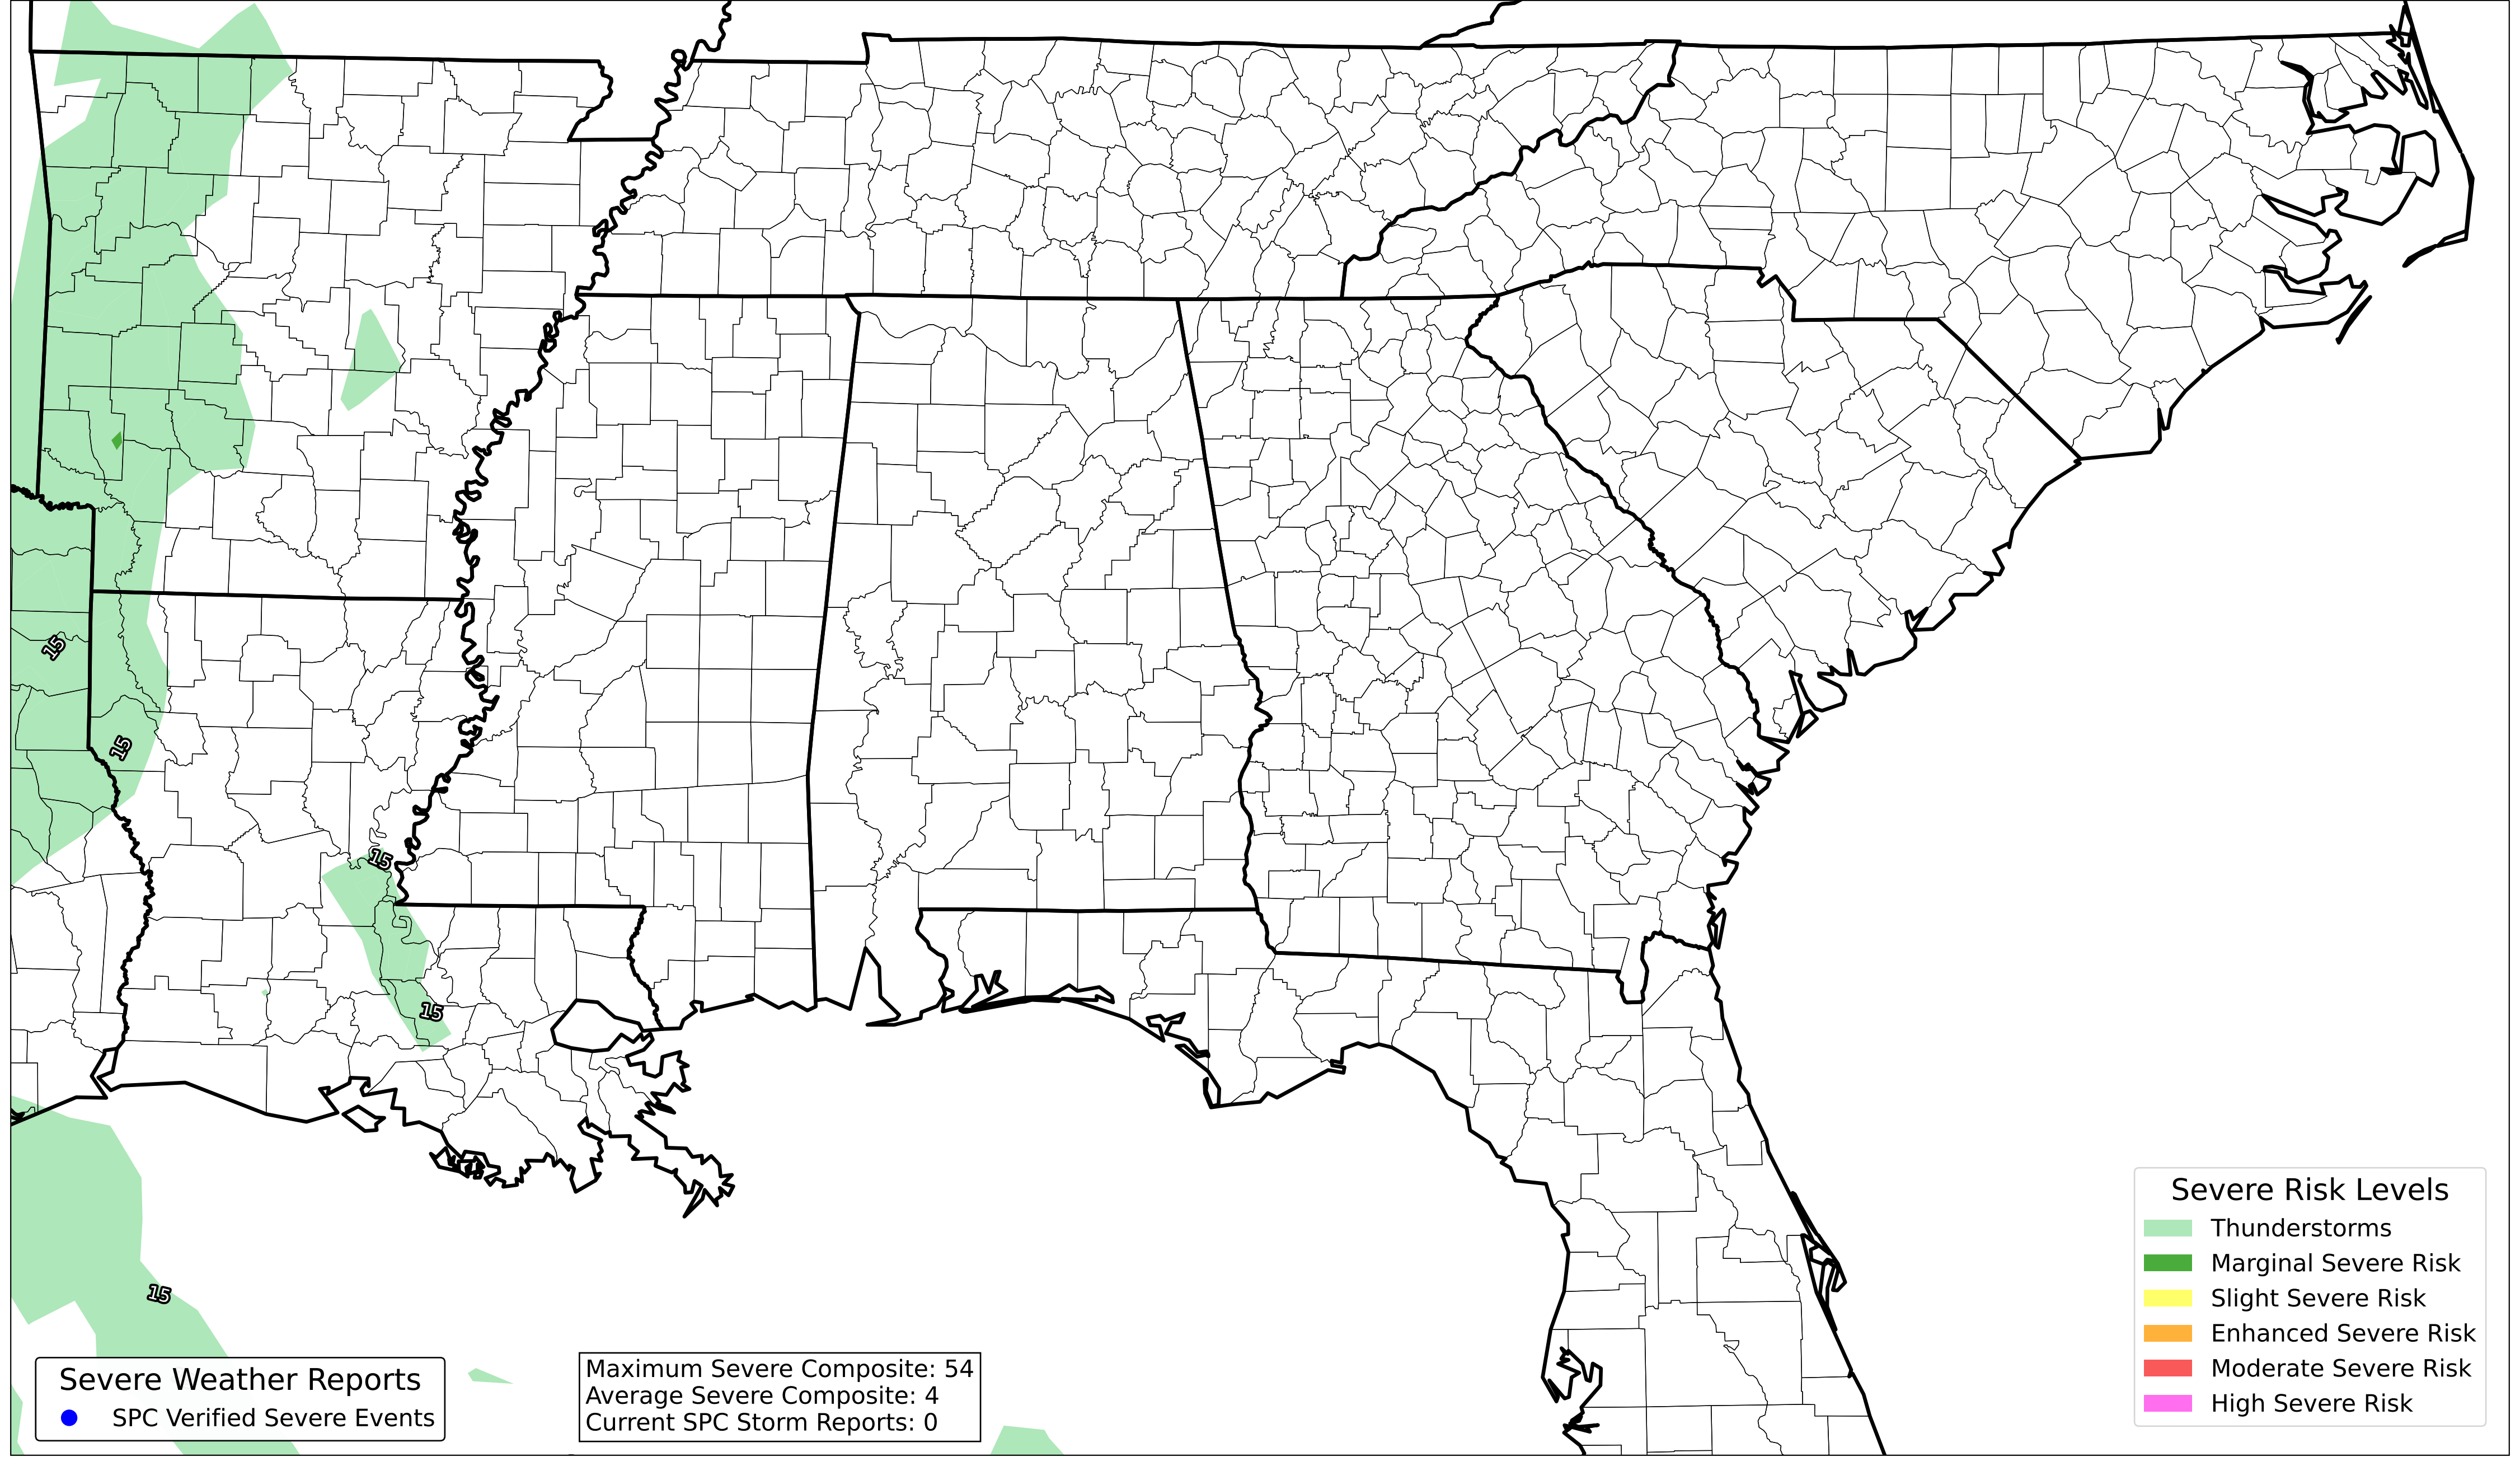 15
15
15
15
15
Severe Weather Reports
SPC Verified Severe Events
Maximum Severe Composite: 54
Average Severe Composite: 4
Current SPC Storm Reports: 0
Severe Risk Levels
Thunderstorms
Marginal Severe Risk
Slight Severe Risk
Enhanced Severe Risk
Moderate Severe Risk
High Severe Risk